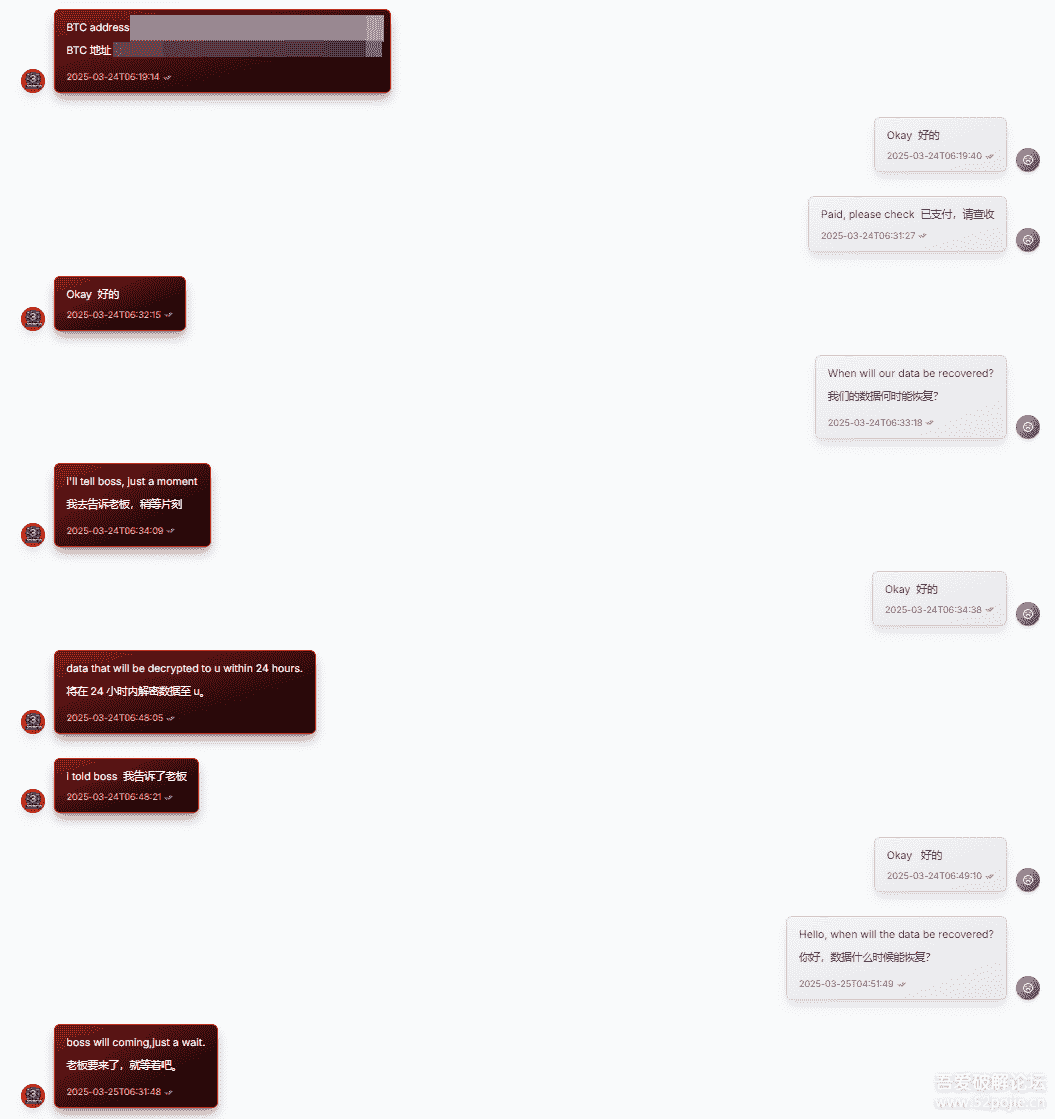 BTC address
BTC 地址
2025-03-24T06:19:14
Okay 好的
2025-03-24T06:19:40
Paid, please check 已支付，请查收
2025-03-24T06:31:27
Okay 好的
2025-03-24T06:32:15
When will our data be recovered?
我们的数据何时能恢复？
2025-03-24T06:33:18
i'll tell boss, just a moment
我去告诉老板，稍等片刻
2025-03-24T06:34:09
Okay 好的
2025-03-24T06:34:38
data that will be decrypted to u within 24 hours.
将在 24 小时内解密数据至 u。
2025-03-24T06:48:05
i told boss 我告诉了老板
2025-03-24T06:48:21
Okay 好的
2025-03-24T06:49:10
Hello, when will the data be recovered?
你好，数据什么时候能恢复？
2025-03-25T04:51:49
boss will coming,just a wait.
老板要来了，就等着吧。
2025-03-25T06:31:48
吾爱破解论坛
www.52pojie.cn